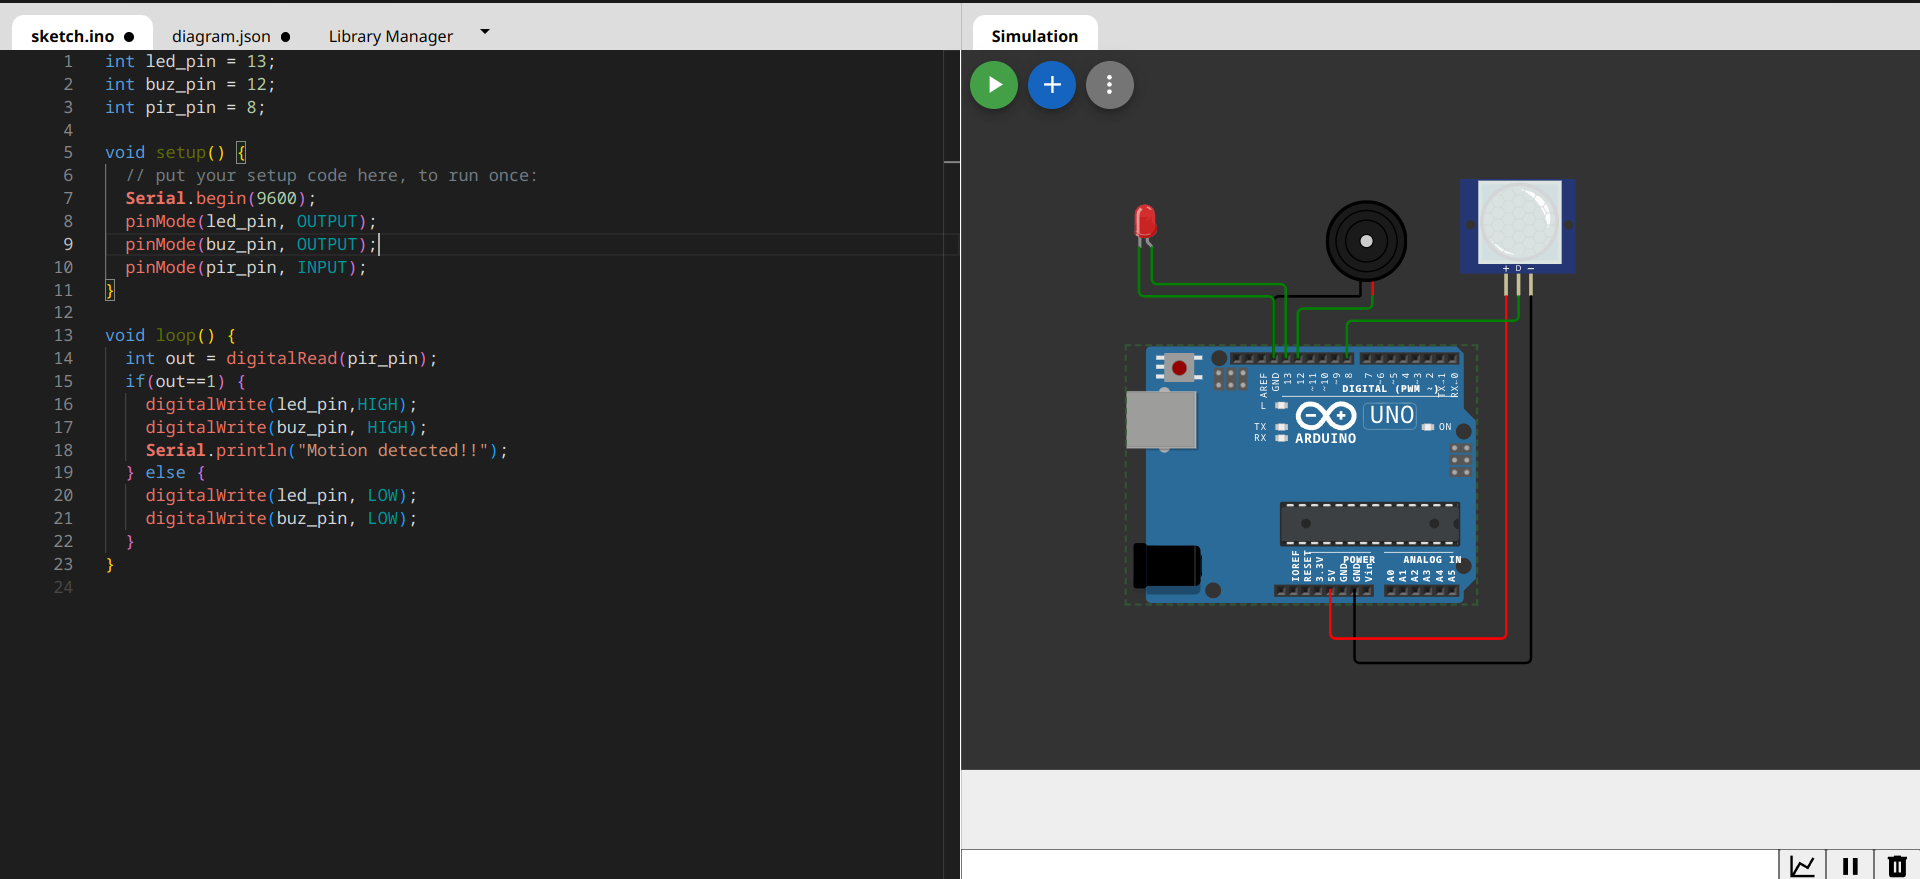 sketch.ino ● diagram.json ● Library Manager
1 int led_pin = 13;
2 int buz_pin = 12;
3 int pir_pin = 8;
4
5 void setup() {
6 // put your setup code here, to run once:
7 Serial.begin(9600);
8 pinMode(led_pin, OUTPUT);
9 pinMode(buz_pin, OUTPUT);
10 pinMode(pir_pin, INPUT);
11 }
12
13 void loop() {
14 int out = digitalRead(pir_pin);
15 if(out==1) {
16 digitalWrite(led_pin,HIGH);
17 digitalWrite(buz_pin, HIGH);
18 Serial.println("Motion detected!!");
19 } else {
20 digitalWrite(led_pin, LOW);
21 digitalWrite(buz_pin, LOW);
22 }
23 }
24
Simulation
+ D −
AREF GND 13 12 ~11 ~10 ~9 8 7 ~6 ~5 4 ~3 2 TX→1 RX←0
DIGITAL (PWM ~)
L
UNO
TX
RX
ON
ARDUINO
POWER
ANALOG IN
IOREF RESET 3.3V 5V GND GND Vin A0 A1 A2 A3 A4 A5